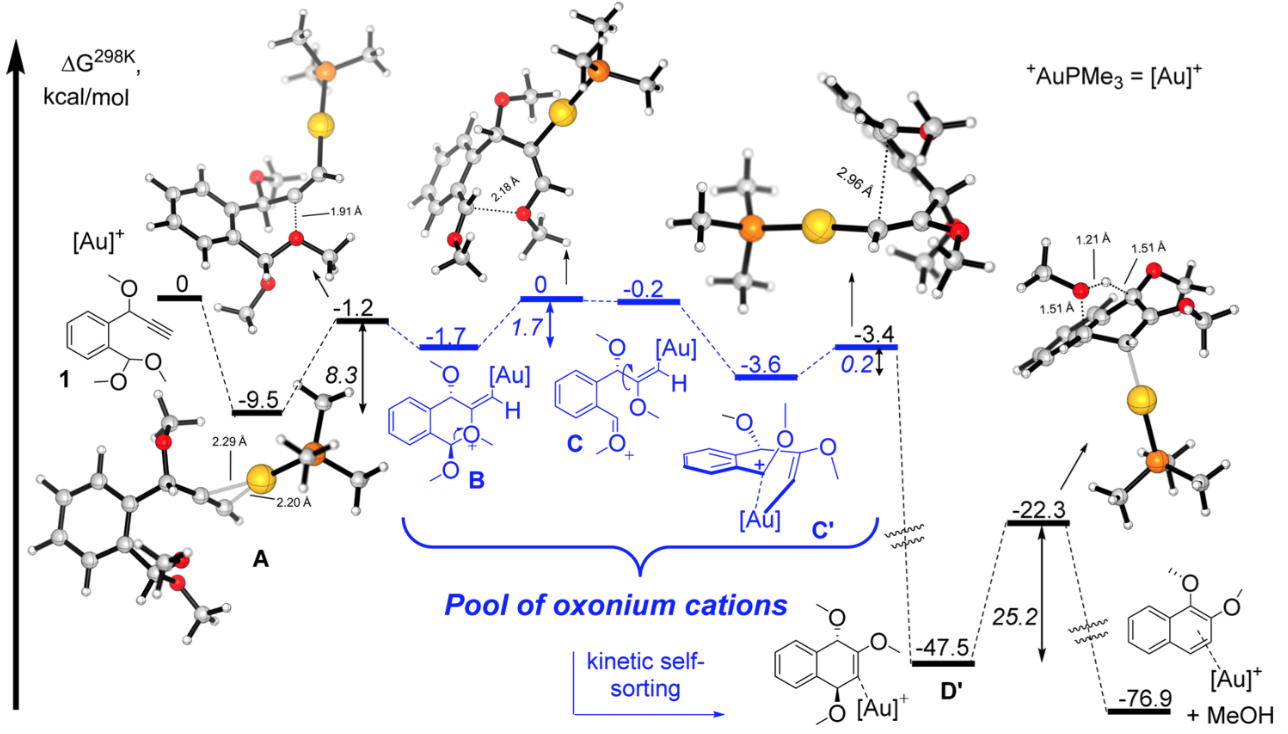 ΔG²⁹⁸ᴷ,
kcal/mol
⁺AuPMe₃ = [Au]⁺
[Au]⁺
0
O
1
O
O
-9.5
2.29 Å
2.20 Å
A
1.91 Å
-1.2
8.3
-1.7
O
[Au]
H
O
+
O
B
2.18 Å
0
1.7
O
[Au]
H
O
C
O
+
-0.2
-3.6
2.96 Å
-3.4
0.2
O
O
O
+
[Au]
C'
Pool of oxonium cations
kinetic self-
sorting
O
O
O
[Au]⁺
-47.5
D'
25.2
-22.3
1.21 Å
1.51 Å
1.51 Å
O
O
[Au]⁺
-76.9
+ MeOH